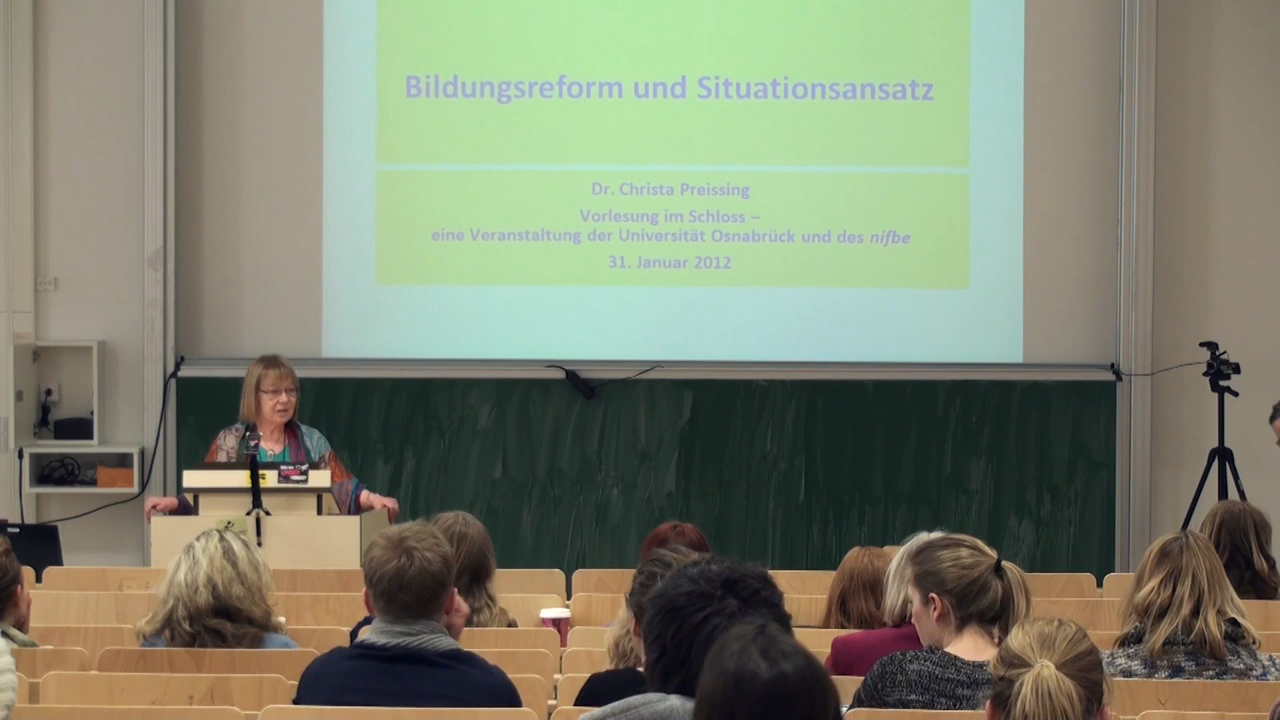 Bildungsreform und Situationsansatz
Dr. Christa Preissing
Vorlesung im Schloss –
eine Veranstaltung der Universität Osnabrück und des nifbe
31. Januar 2012